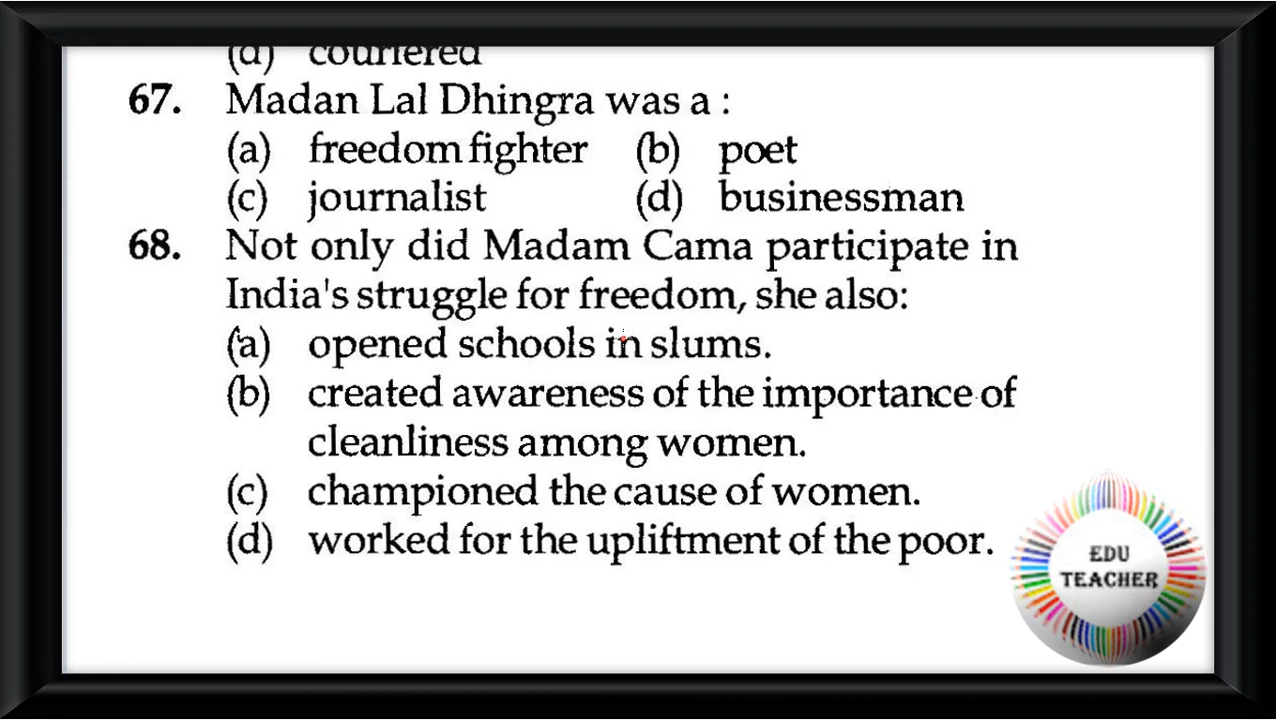 (d) couriered
67. Madan Lal Dhingra was a :
(a) freedom fighter (b) poet
(c) journalist (d) businessman
68. Not only did Madam Cama participate in
India's struggle for freedom, she also:
(a) opened schools in slums.
(b) created awareness of the importance of
cleanliness among women.
(c) championed the cause of women.
(d) worked for the upliftment of the poor.
EDU
TEACHER